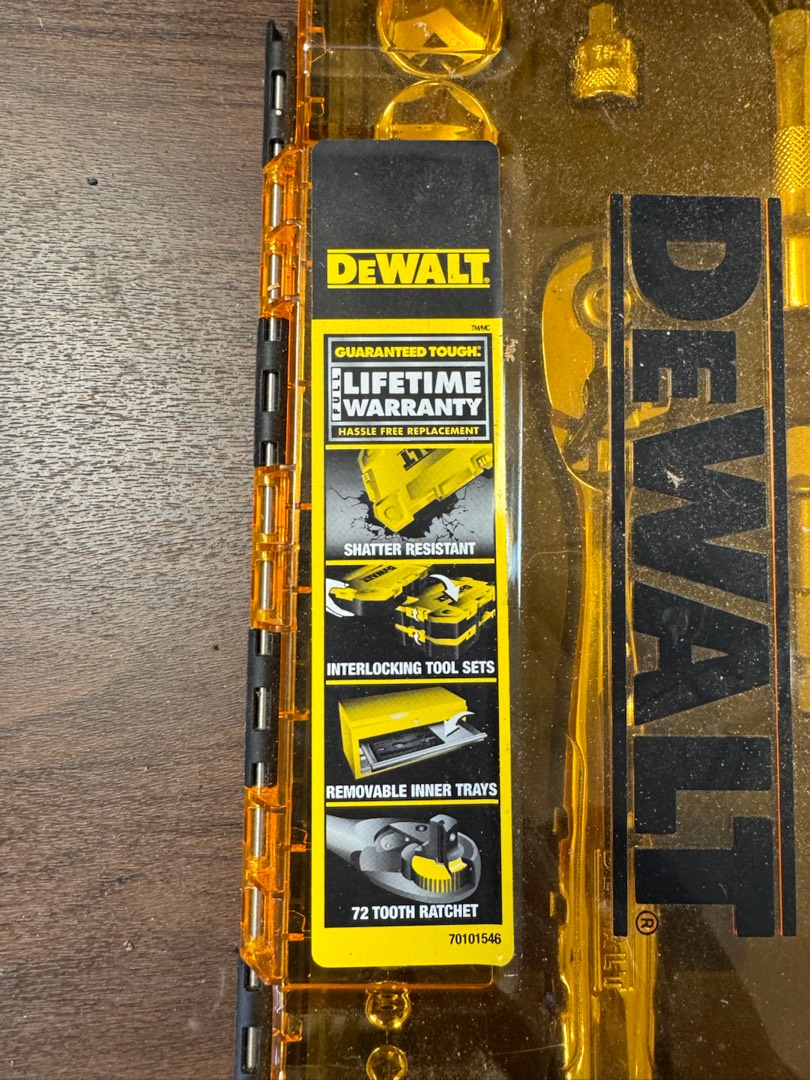 DEWALT®
TM/MC
GUARANTEED TOUGH.®
FULL
LIFETIME
WARRANTY
HASSLE FREE REPLACEMENT
SHATTER RESISTANT
DEWALT
INTERLOCKING TOOL SETS
REMOVABLE INNER TRAYS
72 TOOTH RATCHET
70101546
DEWALT®